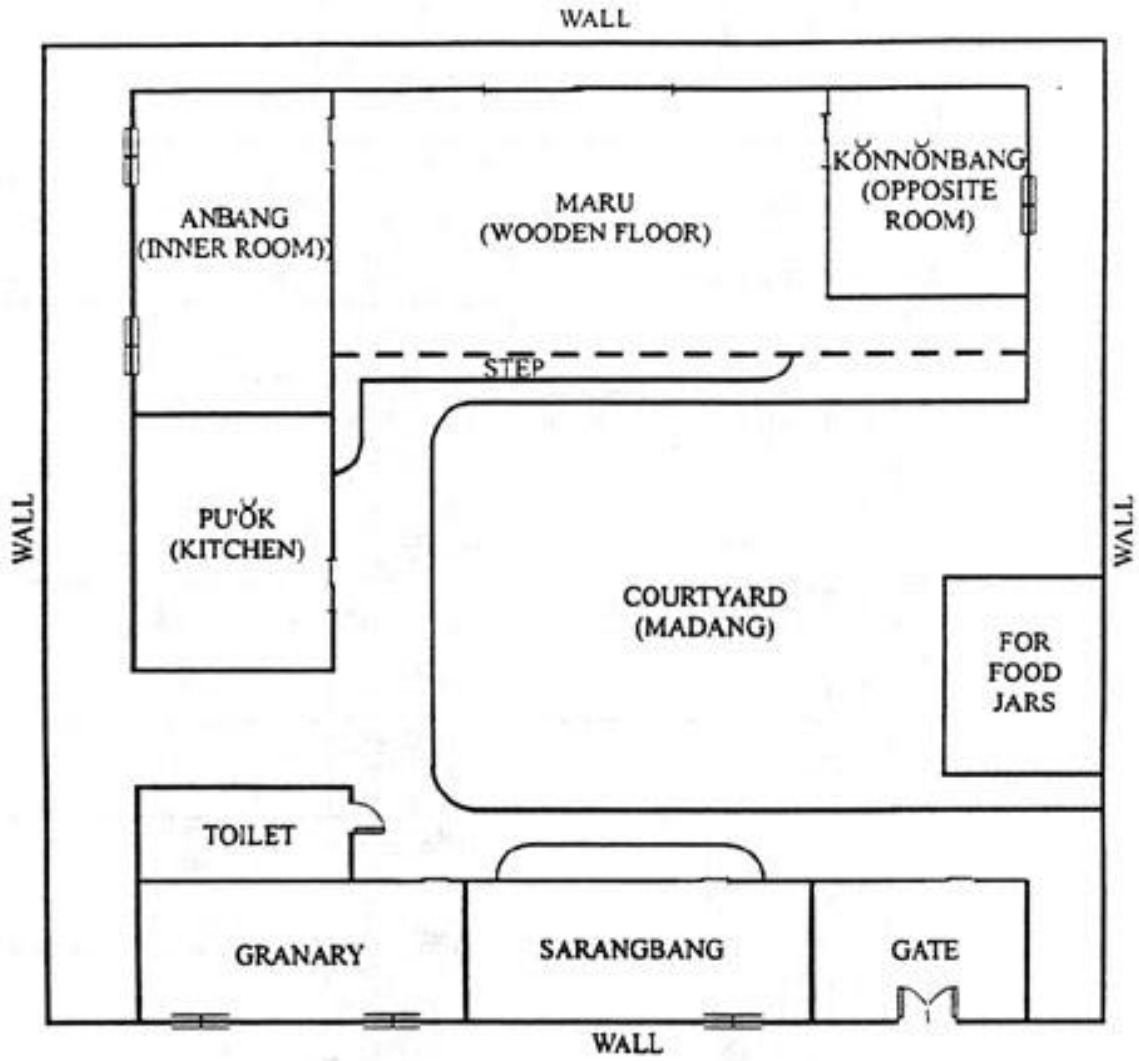 WALL
ANBANG
(INNER ROOM)
MARU
(WOODEN FLOOR)
KŎNNŎNBANG
(OPPOSITE
ROOM)
STEP
WALL
PU'ŎK
(KITCHEN)
WALL
COURTYARD
(MADANG)
FOR
FOOD
JARS
TOILET
GRANARY
SARANGBANG
GATE
WALL